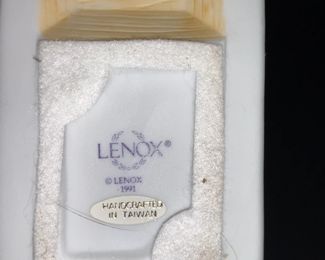 LENOX®
© LENOX
1991
HANDCRAFTED
IN TAIWAN